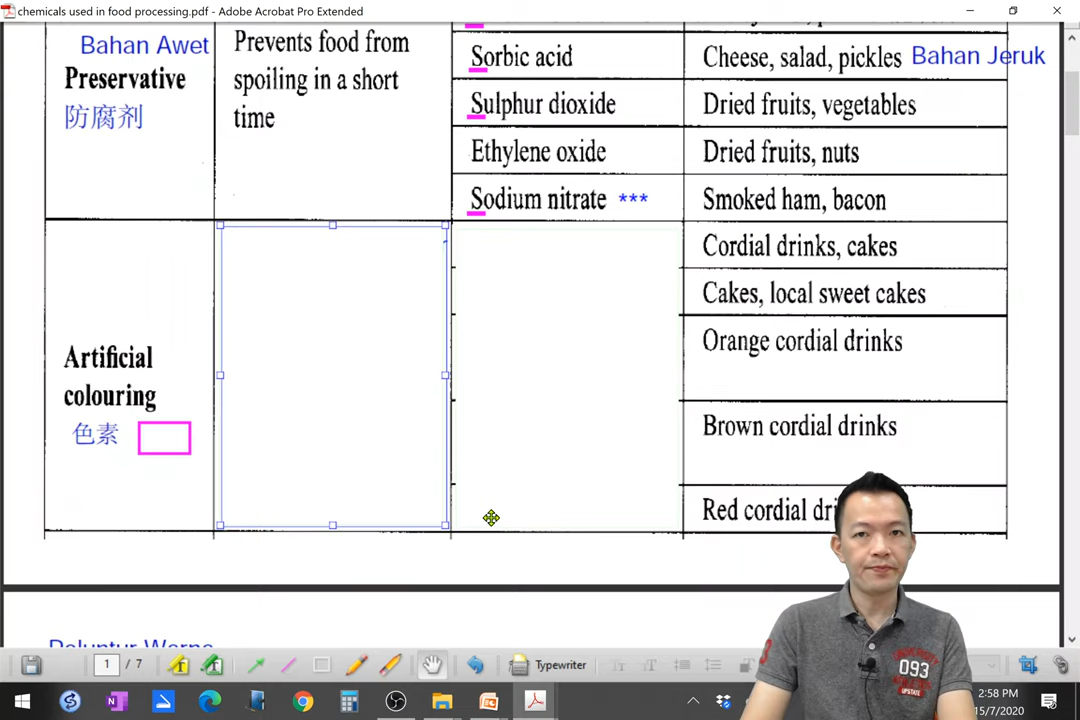 chemicals used in food processing.pdf - Adobe Acrobat Pro Extended
Bahan Awet
Preservative
防腐剂
Prevents food from
spoiling in a short
time
Sorbic acid
Cheese, salad, pickles
Bahan Jeruk
Sulphur dioxide
Dried fruits, vegetables
Ethylene oxide
Dried fruits, nuts
Sodium nitrate ***
Smoked ham, bacon
Artificial
colouring
色素
Cordial drinks, cakes
Cakes, local sweet cakes
Orange cordial drinks
Brown cordial drinks
Red cordial
1 / 7
Typewriter
093
UPSTATE
3
2:58 PM
15/7/2020